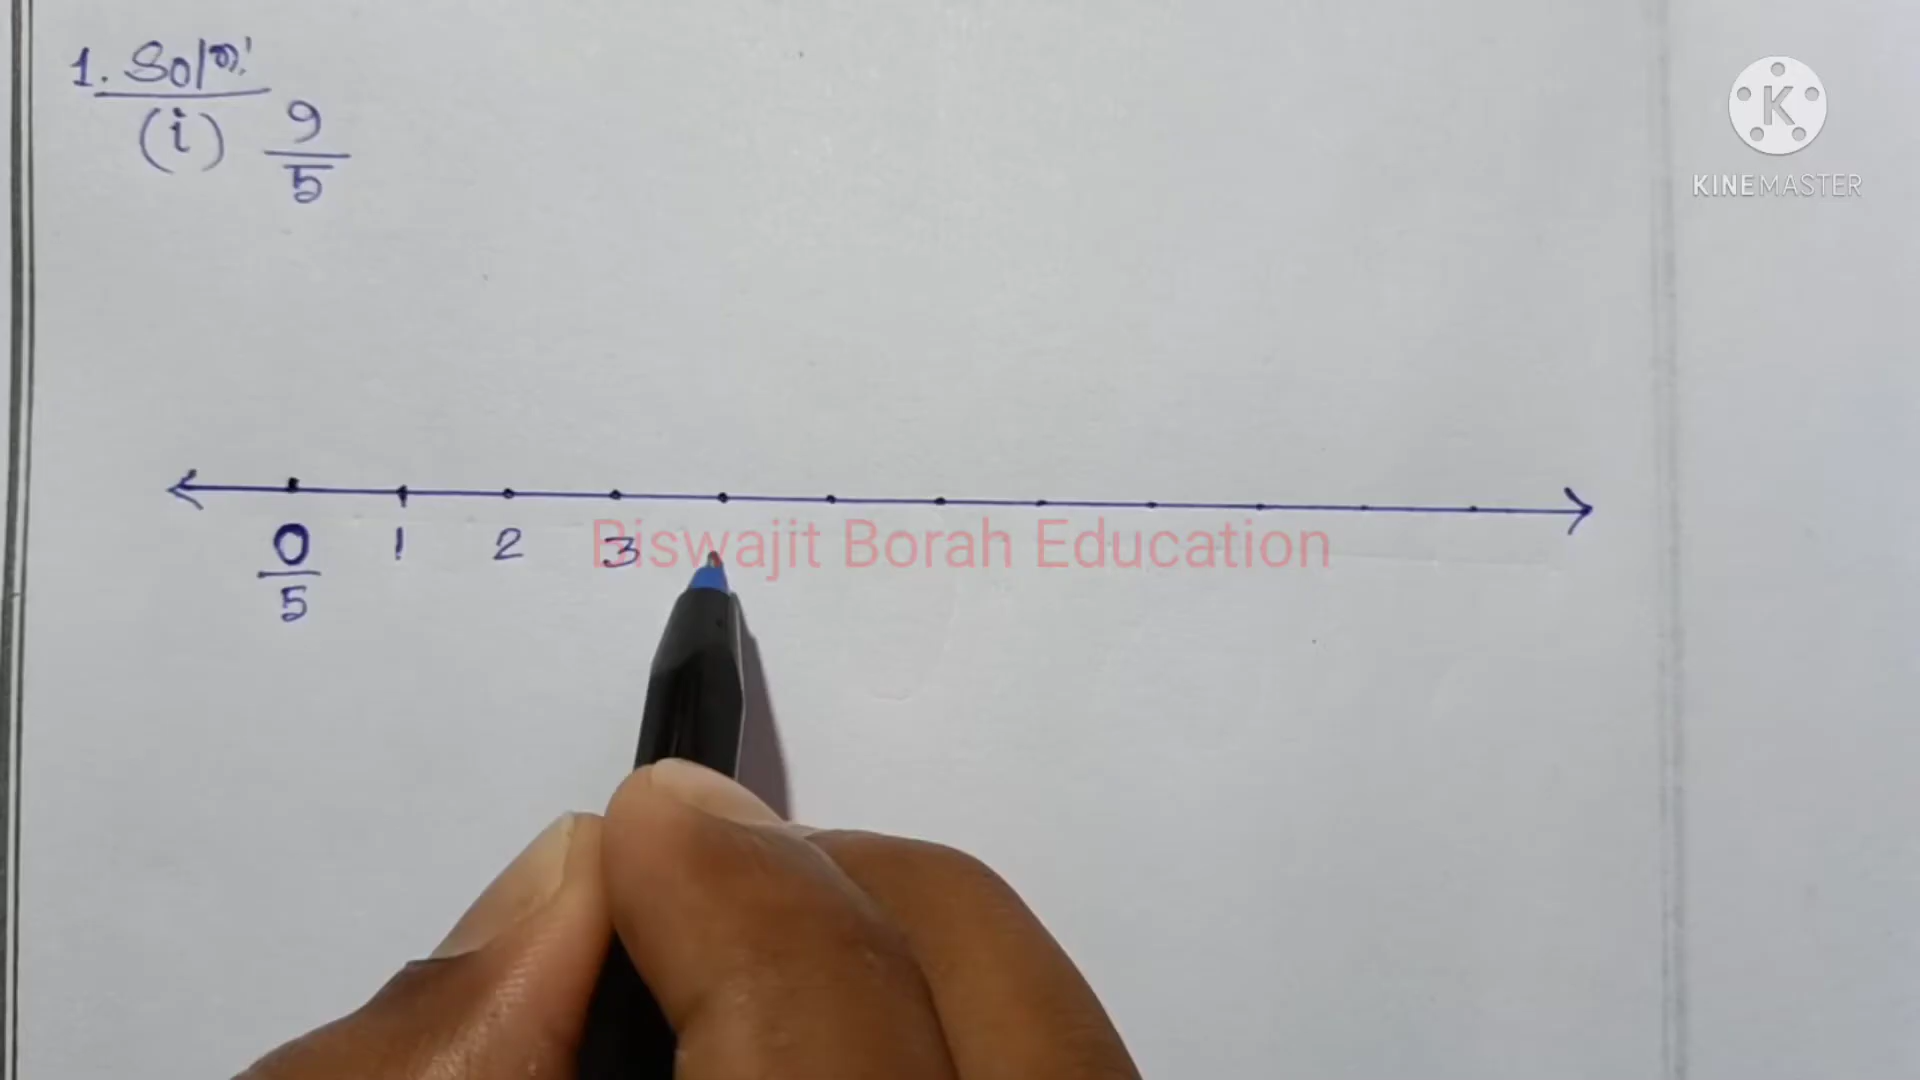 1. Solⁿ:
(i) 9/5
KINEMASTER
0/5 1 2 3
Biswajit Borah Education